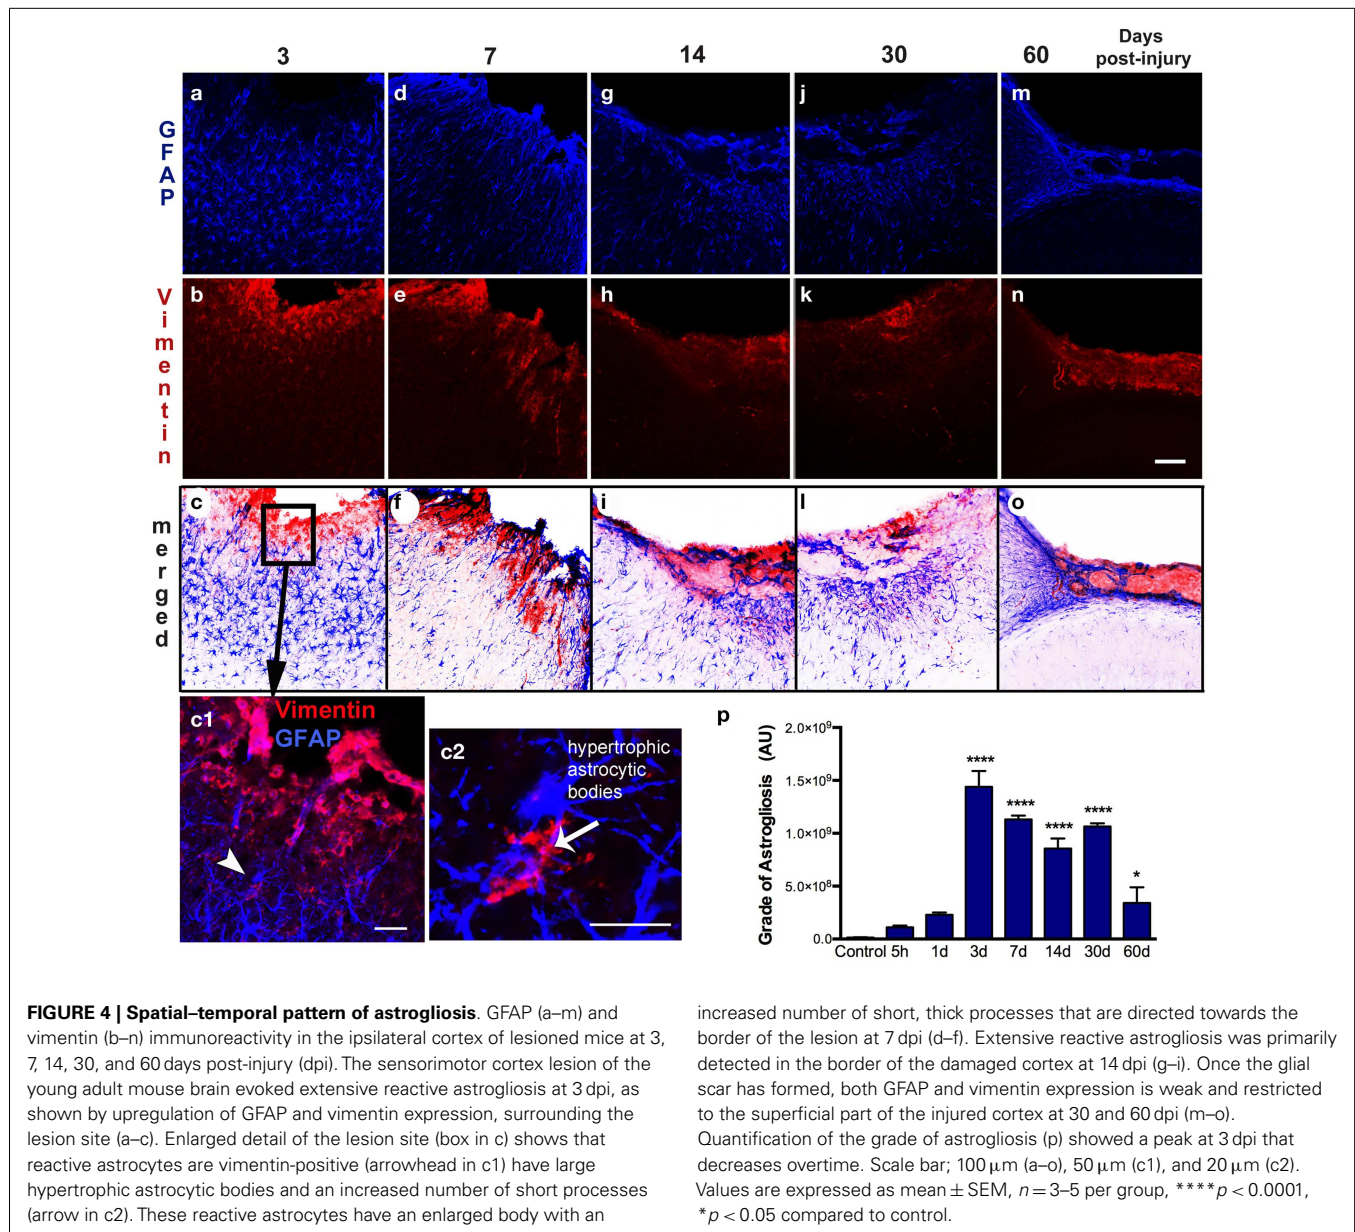 3 7 14 30 60 Days
post-injury
GFAP
a d g j m
Vimentin
b e h k n
merged
c f i l o
c1
Vimentin
GFAP
c2
hypertrophic
astrocytic
bodies
p
Grade of Astrogliosis (AU)
2.0×10⁹
1.5×10⁹
1.0×10⁹
5.0×10⁸
0.0
**** **** **** **** *
Control 5h 1d 3d 7d 14d 30d 60d
FIGURE 4 | Spatial–temporal pattern of astrogliosis. GFAP (a–m) and
vimentin (b–n) immunoreactivity in the ipsilateral cortex of lesioned mice at 3,
7, 14, 30, and 60 days post-injury (dpi). The sensorimotor cortex lesion of the
young adult mouse brain evoked extensive reactive astrogliosis at 3 dpi, as
shown by upregulation of GFAP and vimentin expression, surrounding the
lesion site (a–c). Enlarged detail of the lesion site (box in c) shows that
reactive astrocytes are vimentin-positive (arrowhead in c1) have large
hypertrophic astrocytic bodies and an increased number of short processes
(arrow in c2). These reactive astrocytes have an enlarged body with an
increased number of short, thick processes that are directed towards the
border of the lesion at 7 dpi (d–f). Extensive reactive astrogliosis was primarily
detected in the border of the damaged cortex at 14 dpi (g–i). Once the glial
scar has formed, both GFAP and vimentin expression is weak and restricted
to the superficial part of the injured cortex at 30 and 60 dpi (m–o).
Quantification of the grade of astrogliosis (p) showed a peak at 3 dpi that
decreases overtime. Scale bar; 100 μm (a–o), 50 μm (c1), and 20 μm (c2).
Values are expressed as mean ± SEM, n = 3–5 per group, ****p < 0.0001,
*p < 0.05 compared to control.